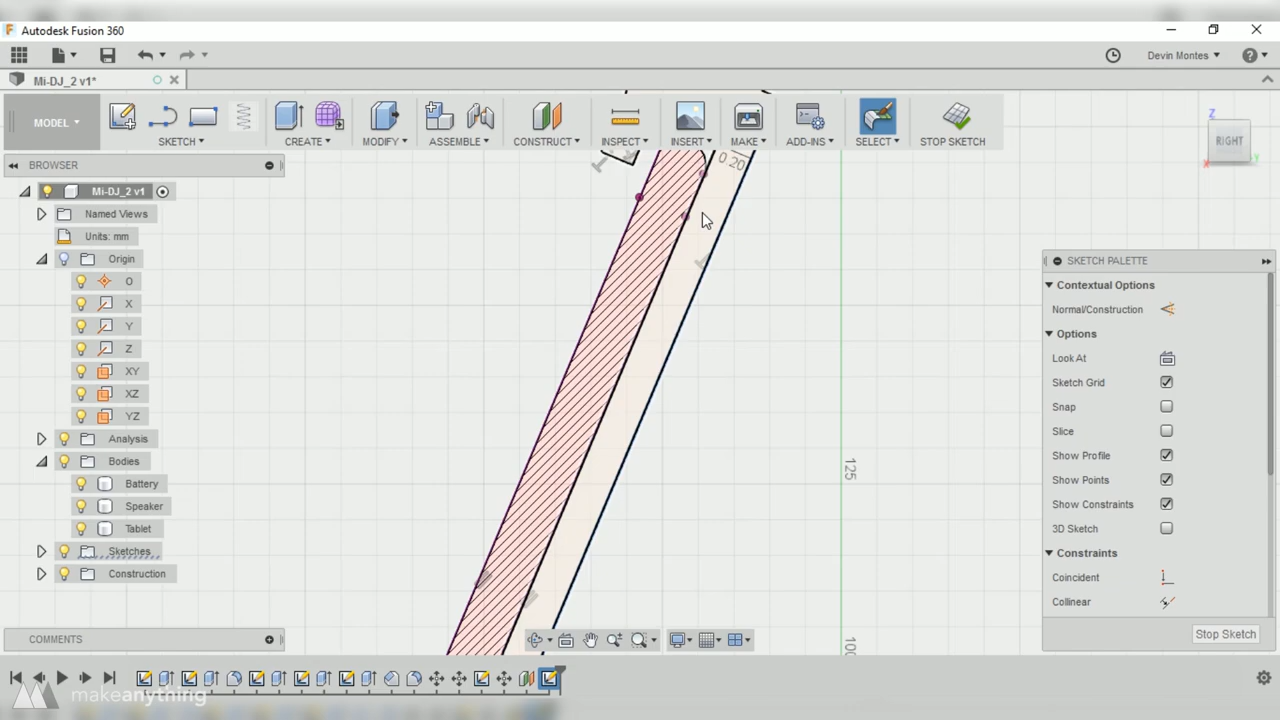 Autodesk Fusion 360
Devin Montes
Mi-DJ_2 v1*
MODEL
SKETCH
CREATE
MODIFY
ASSEMBLE
CONSTRUCT
INSPECT
INSERT
MAKE
ADD-INS
SELECT
STOP SKETCH
BROWSER
Mi-DJ_2 v1
Named Views
Units: mm
Origin
O
X
Y
Z
XY
XZ
YZ
Analysis
Bodies
Battery
Speaker
Tablet
Sketches
Construction
0 20
125
100
Z
RIGHT
X
Y
SKETCH PALETTE
Contextual Options
Normal/Construction
Options
Look At
Sketch Grid
Snap
Slice
Show Profile
Show Points
Show Constraints
3D Sketch
Constraints
Coincident
Collinear
Stop Sketch
COMMENTS
makeanything